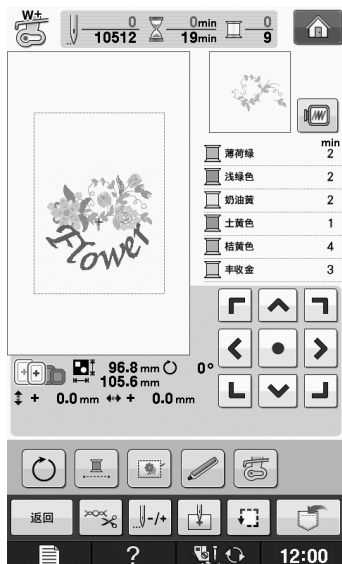 W+
0 0min 0
10512 19min 9
min
薄荷绿 2
浅绿色 2
奶油黄 2
土黄色 1
桔黄色 4
丰收金 3
Flower
96.8 mm 0°
105.6 mm
+ 0.0 mm + 0.0 mm
返回 -/+
? 12:00